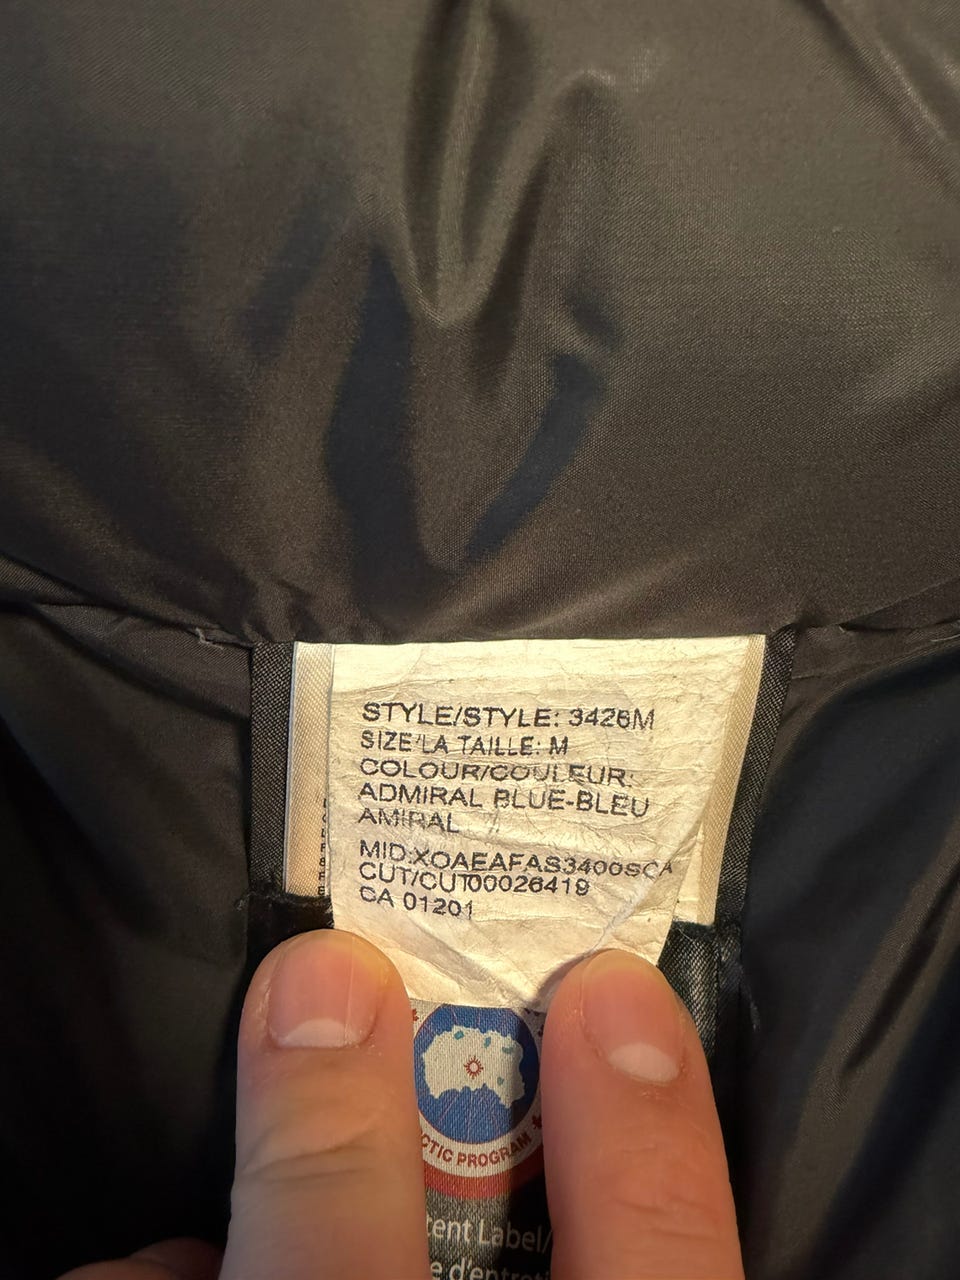 STYLE/STYLE: 3426M
SIZE/LA TAILLE: M
COLOUR/COULEUR:
ADMIRAL BLUE-BLEU
AMIRAL
MID:XOAEAFAS3400SCA
CUT/CUT00026419
CA 01201
CTIC PROGRAM
tent Label/
e d'entreti